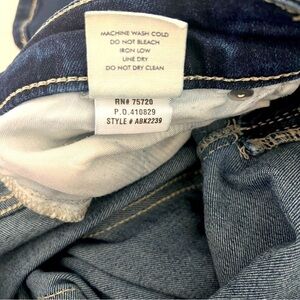 MACHINE WASH COLD
DO NOT BLEACH
IRON LOW
LINE DRY
DO NOT DRY CLEAN
RN# 75720
P.O.410829
STYLE # ABK2239